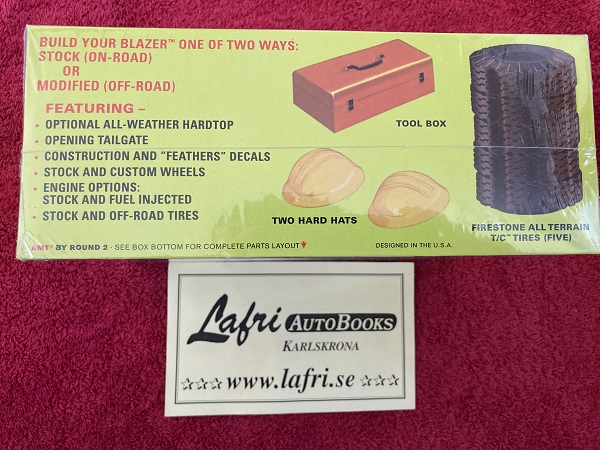 BUILD YOUR BLAZER™ ONE OF TWO WAYS:
STOCK (ON-ROAD)
OR
MODIFIED (OFF-ROAD)
FEATURING –
• OPTIONAL ALL-WEATHER HARDTOP
• OPENING TAILGATE
• CONSTRUCTION AND “FEATHERS” DECALS
• STOCK AND CUSTOM WHEELS
• ENGINE OPTIONS:
STOCK AND FUEL INJECTED
• STOCK AND OFF-ROAD TIRES
TOOL BOX
TWO HARD HATS
FIRESTONE ALL TERRAIN
T/C™ TIRES (FIVE)
AMT® BY ROUND 2 - SEE BOX BOTTOM FOR COMPLETE PARTS LAYOUT
DESIGNED IN THE U.S.A.
Lafri AUTOBOOKS
KARLSKRONA
☆☆☆ www.lafri.se ☆☆☆